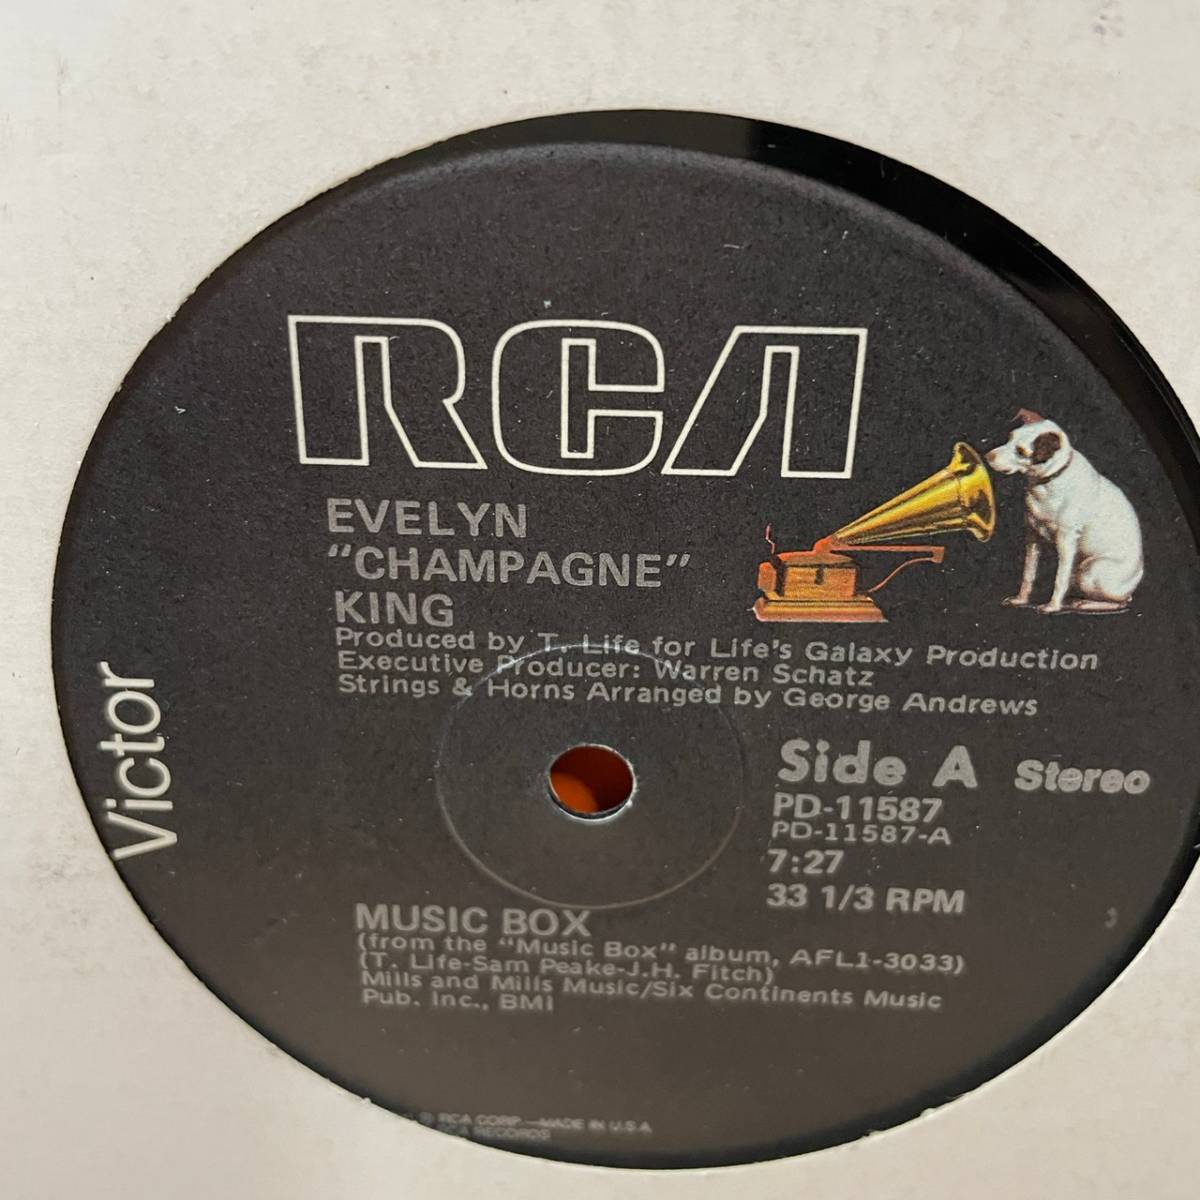 RCA
Victor
EVELYN
"CHAMPAGNE"
KING
Produced by T. Life for Life's Galaxy Production
Executive Producer: Warren Schatz
Strings & Horns Arranged by George Andrews
Side A Stereo
PD-11587
PD-11587-A
7:27
33 1/3 RPM
MUSIC BOX
(from the "Music Box" album, AFL1-3033)
(T. Life-Sam Peake-J.H. Fitch)
Mills and Mills Music/Six Continents Music
Pub. Inc., BMI
® RCA CORP.—MADE IN U.S.A.
RCA RECORDS